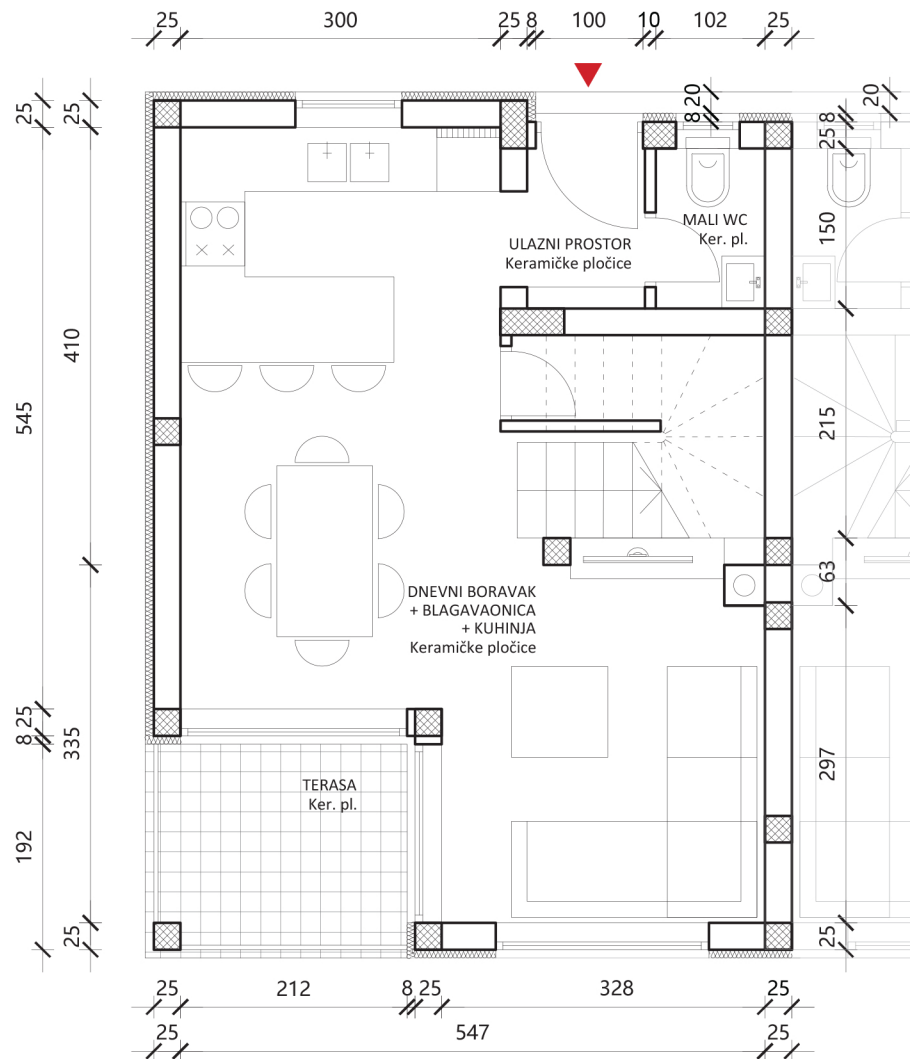 25 300 25 8 100 10 102 25
25
25
20
8
20
8
25
MALI WC
Ker. pl.
150
ULAZNI PROSTOR
Keramičke pločice
410
545
215
63
DNEVNI BORAVAK
+ BLAGAVAONICA
+ KUHINJA
Keramičke pločice
25
8
335
297
TERASA
Ker. pl.
192
25
25
25 212 8 25 328 25
25 547 25